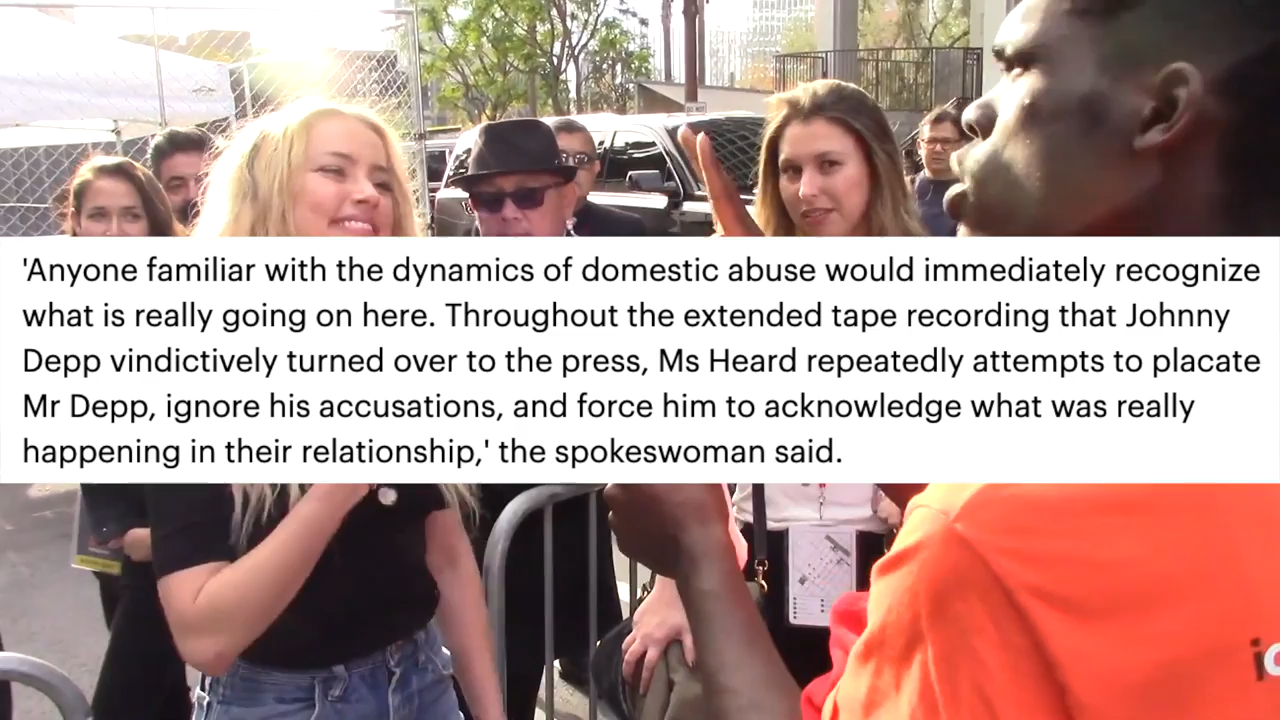 DO NOT
'Anyone familiar with the dynamics of domestic abuse would immediately recognize
what is really going on here. Throughout the extended tape recording that Johnny
Depp vindictively turned over to the press, Ms Heard repeatedly attempts to placate
Mr Depp, ignore his accusations, and force him to acknowledge what was really
happening in their relationship,' the spokeswoman said.